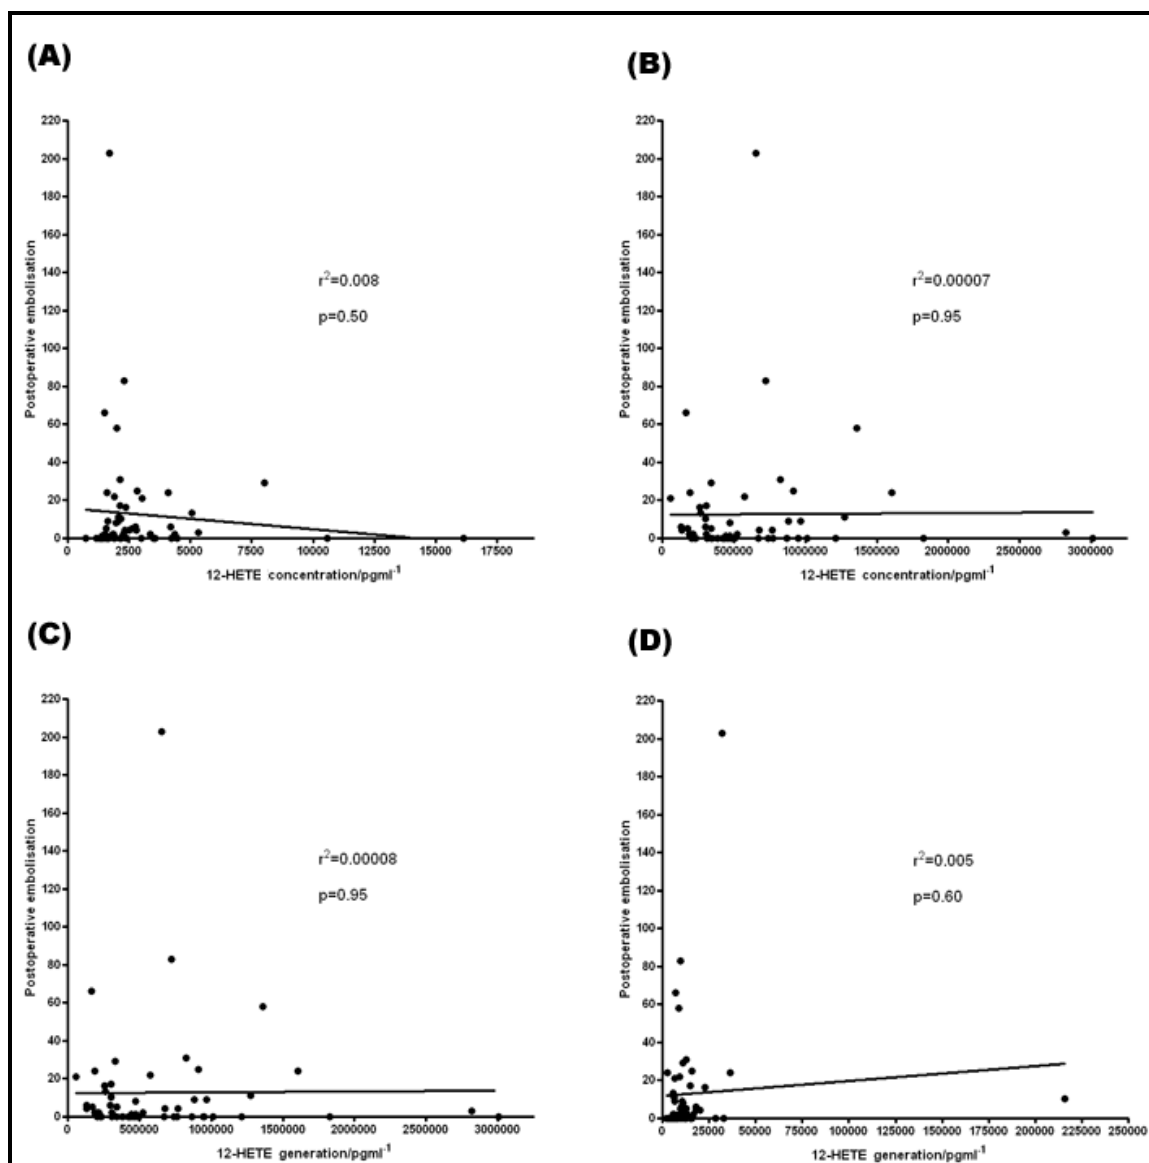 (A)
220
200
180
160
140
120
100
80
60
40
20
0
Postoperative embolisation
r²=0.008
p=0.50
0 2500 5000 7500 10000 12500 15000 17500
12-HETE concentration/pgml⁻¹
(B)
220
200
180
160
140
120
100
80
60
40
20
0
Postoperative embolisation
r²=0.00007
p=0.95
0 500000 1000000 1500000 2000000 2500000 3000000
12-HETE concentration/pgml⁻¹
(C)
220
200
180
160
140
120
100
80
60
40
20
0
Postoperative embolisation
r²=0.00008
p=0.95
0 500000 1000000 1500000 2000000 2500000 3000000
12-HETE generation/pgml⁻¹
(D)
220
200
180
160
140
120
100
80
60
40
20
0
Postoperative embolisation
r²=0.005
p=0.60
0 25000 50000 75000 100000 125000 150000 175000 200000 225000 250000
12-HETE generation/pgml⁻¹